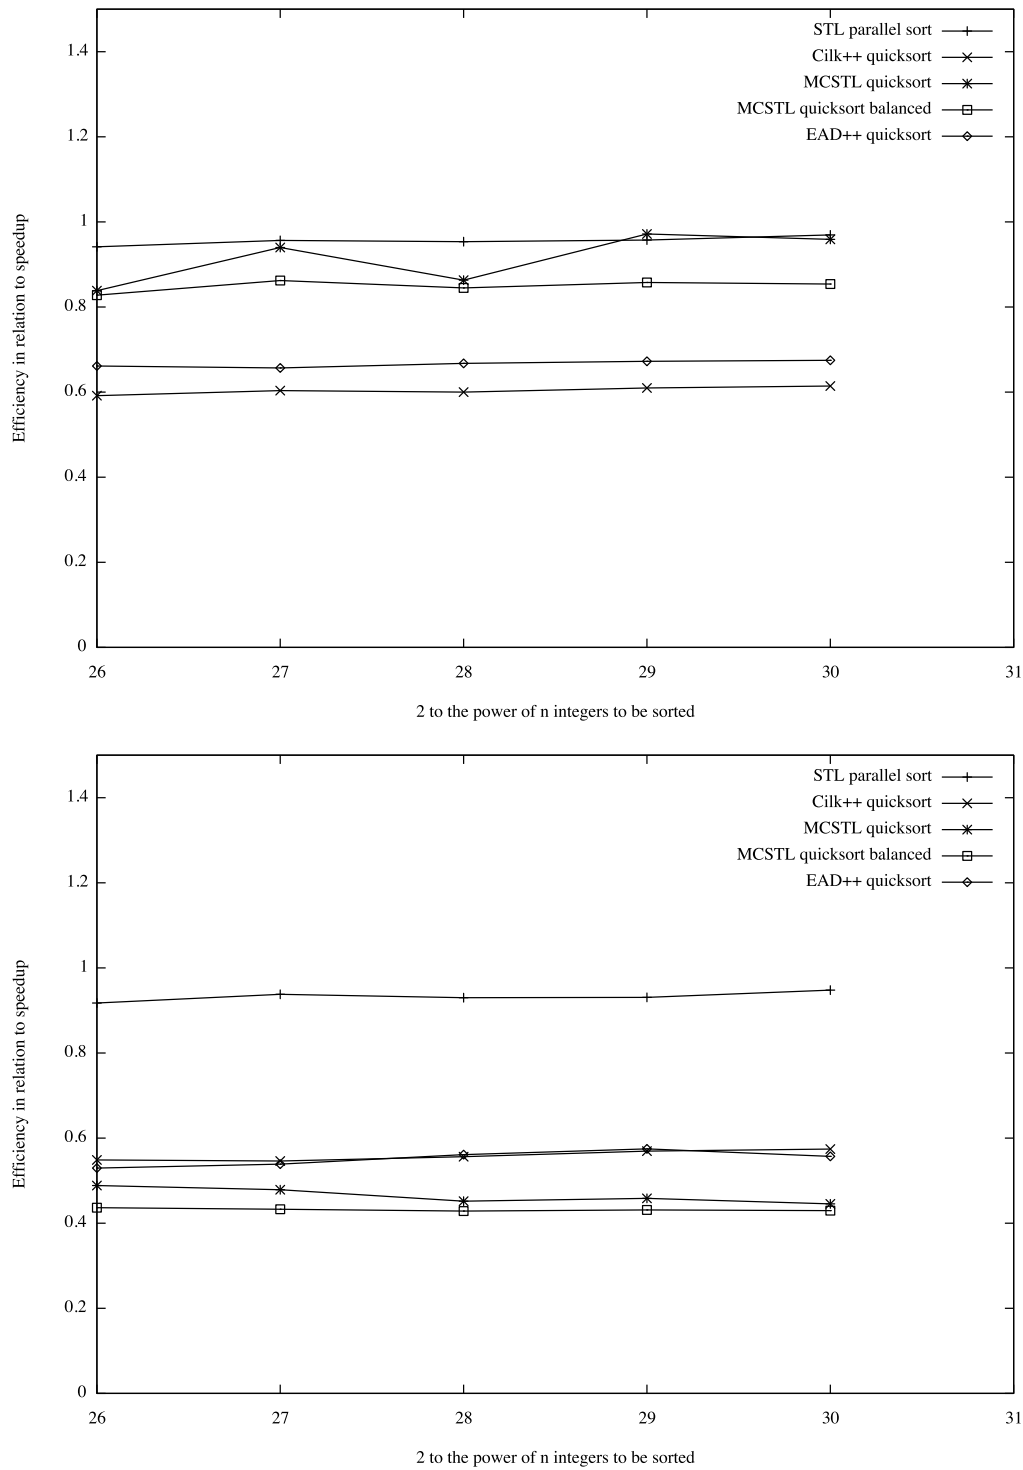 STL parallel sort
Cilk++ quicksort
MCSTL quicksort
MCSTL quicksort balanced
EAD++ quicksort
Efficiency in relation to speedup
1.4
1.2
1
0.8
0.6
0.4
0.2
0
26 27 28 29 30 31
2 to the power of n integers to be sorted
STL parallel sort
Cilk++ quicksort
MCSTL quicksort
MCSTL quicksort balanced
EAD++ quicksort
Efficiency in relation to speedup
1.4
1.2
1
0.8
0.6
0.4
0.2
0
26 27 28 29 30 31
2 to the power of n integers to be sorted